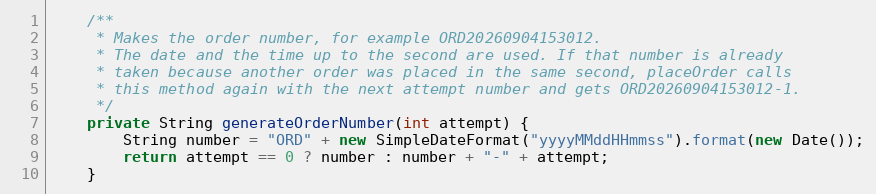 1 /**
2 * Makes the order number, for example ORD20260904153012.
3 * The date and the time up to the second are used. If that number is already
4 * taken because another order was placed in the same second, placeOrder calls
5 * this method again with the next attempt number and gets ORD20260904153012-1.
6 */
7 private String generateOrderNumber(int attempt) {
8 String number = "ORD" + new SimpleDateFormat("yyyyMMddHHmmss").format(new Date());
9 return attempt == 0 ? number : number + "-" + attempt;
10 }